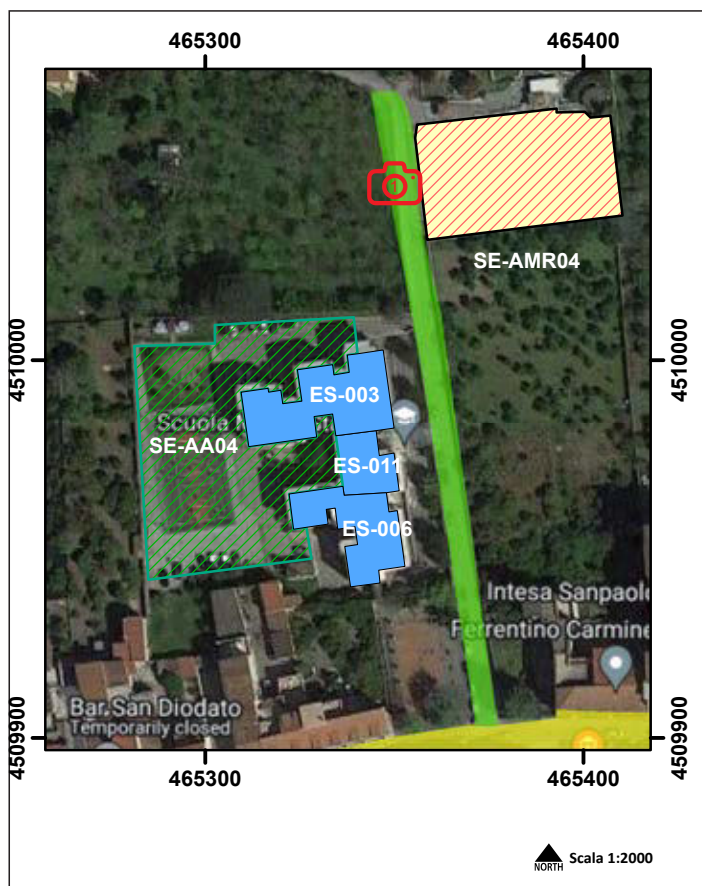 465300
465400
1
SE-AMR04
4510000
4510000
ES-003
Scuola
SE-AA04
ES-011
ES-006
Intesa Sanpaolo
Ferrentino Carmine
Bar San Diodato
Temporarily closed
4509900
4509900
465300
465400
NORTH
Scala 1:2000